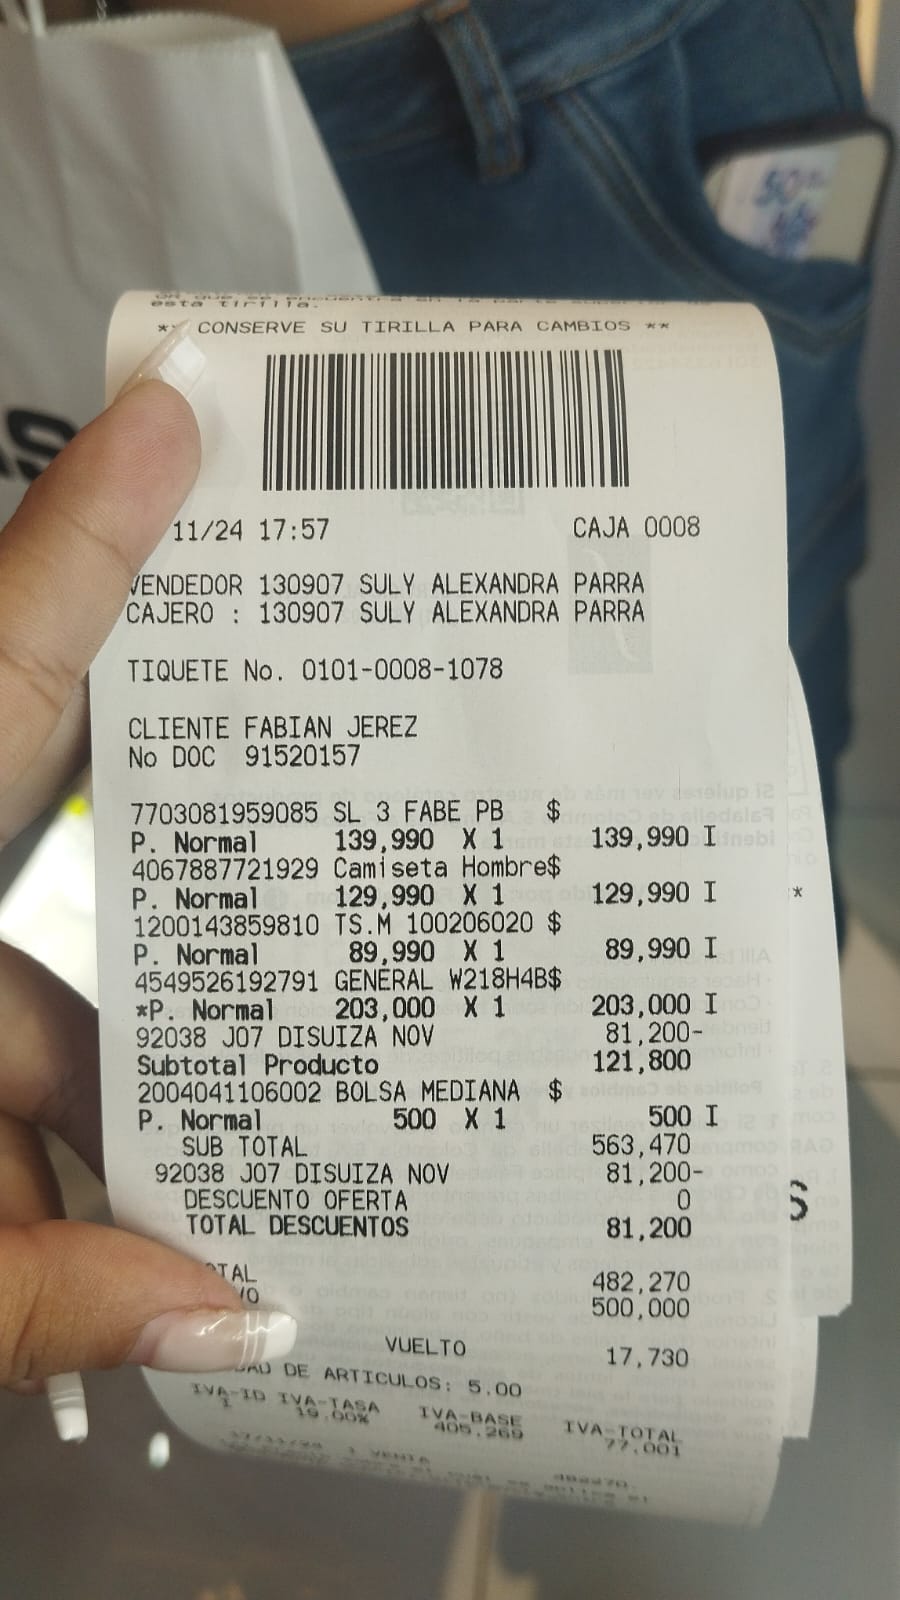 esta tirilla.
CONSERVE SU TIRILLA PARA CAMBIOS **
11/24 17:57 CAJA 0008
VENDEDOR 130907 SULY ALEXANDRA PARRA
CAJERO : 130907 SULY ALEXANDRA PARRA
TIQUETE No. 0101-0008-1078
CLIENTE FABIAN JEREZ
No DOC 91520157
7703081959085 SL 3 FABE PB $
P. Normal 139,990 X 1 139,990 I
4067887721929 Camiseta Hombre$
P. Normal 129,990 X 1 129,990 I
1200143859810 TS.M 100206020 $
P. Normal 89,990 X 1 89,990 I
4549526192791 GENERAL W218H4B$
*P. Normal 203,000 X 1 203,000 I
92038 J07 DISUIZA NOV 81,200-
Subtotal Producto 121,800
2004041106002 BOLSA MEDIANA $
P. Normal 500 X 1 500 I
SUB TOTAL 563,470
92038 J07 DISUIZA NOV 81,200-
DESCUENTO OFERTA 0
TOTAL DESCUENTOS 81,200
482,270
500,000
VUELTO 17,730
DE ARTICULOS: 5.00
IVA-ID IVA-TASA IVA-BASE IVA-TOTAL
1 19.00% 405,269 77,001